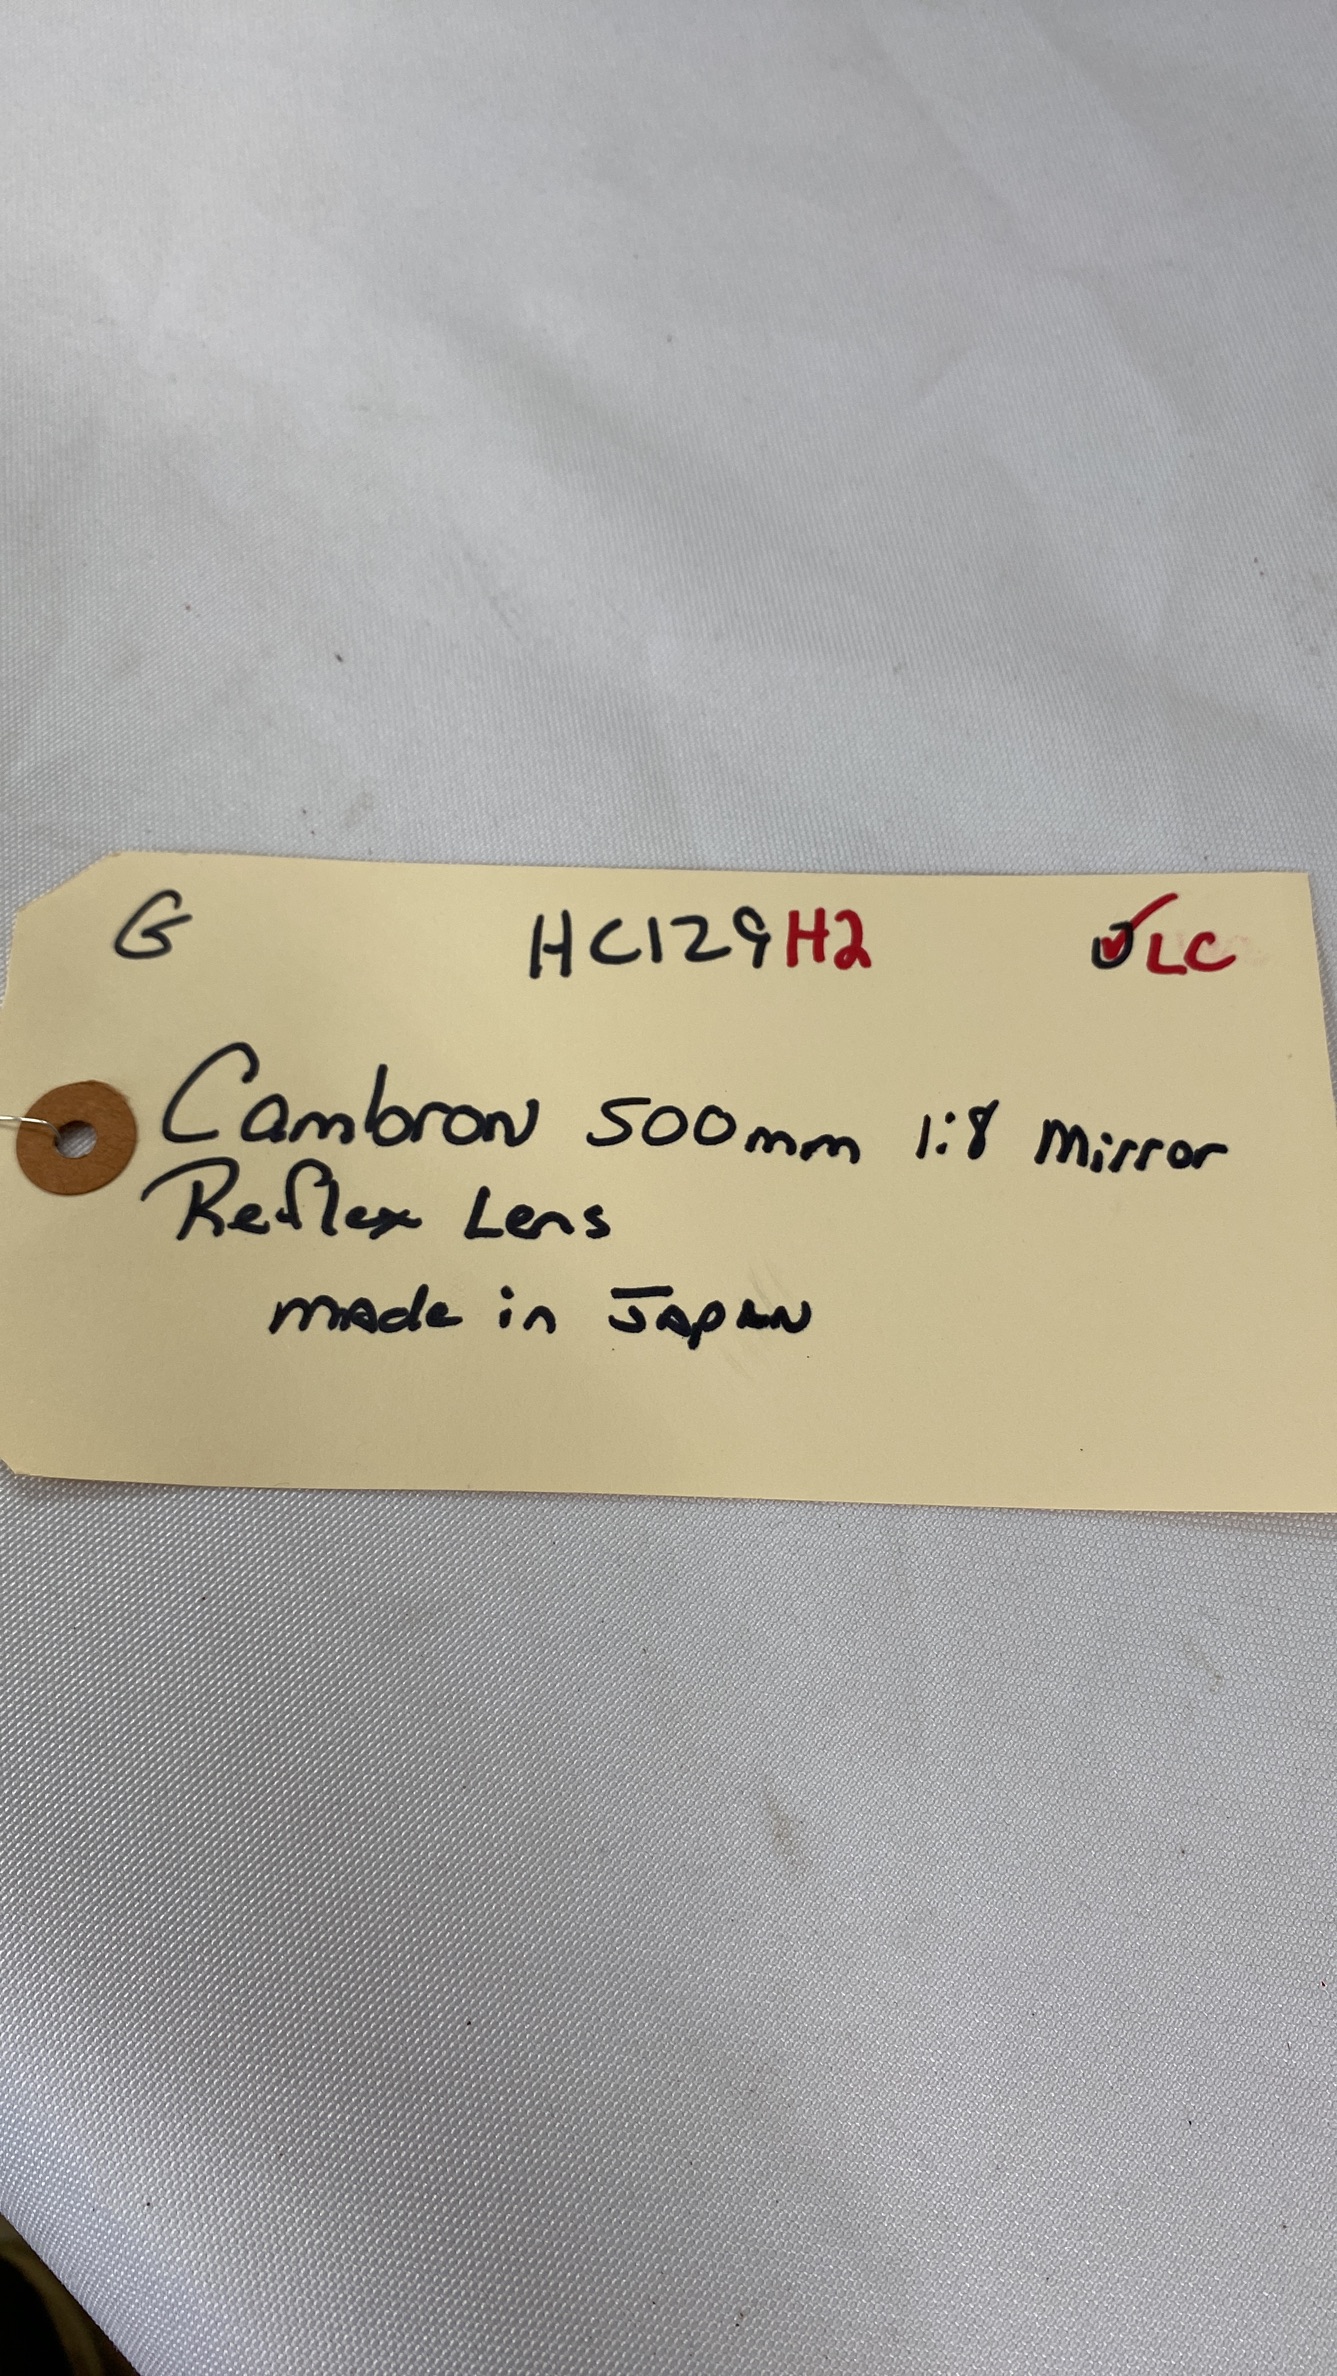 G HC129H2 ✓LC
Cambron 500mm 1:8 Mirror
Reflex Lens
made in JAPAN